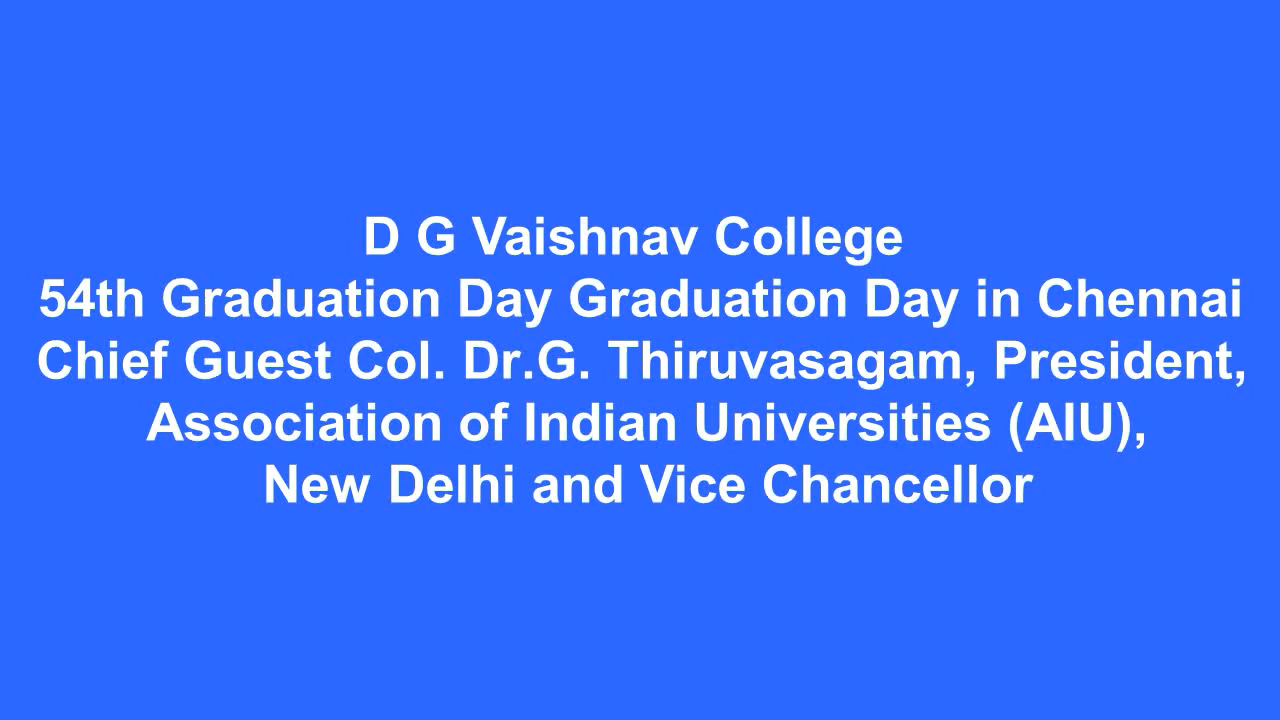 D G Vaishnav College
54th Graduation Day Graduation Day in Chennai
Chief Guest Col. Dr.G. Thiruvasagam, President,
Association of Indian Universities (AIU),
New Delhi and Vice Chancellor